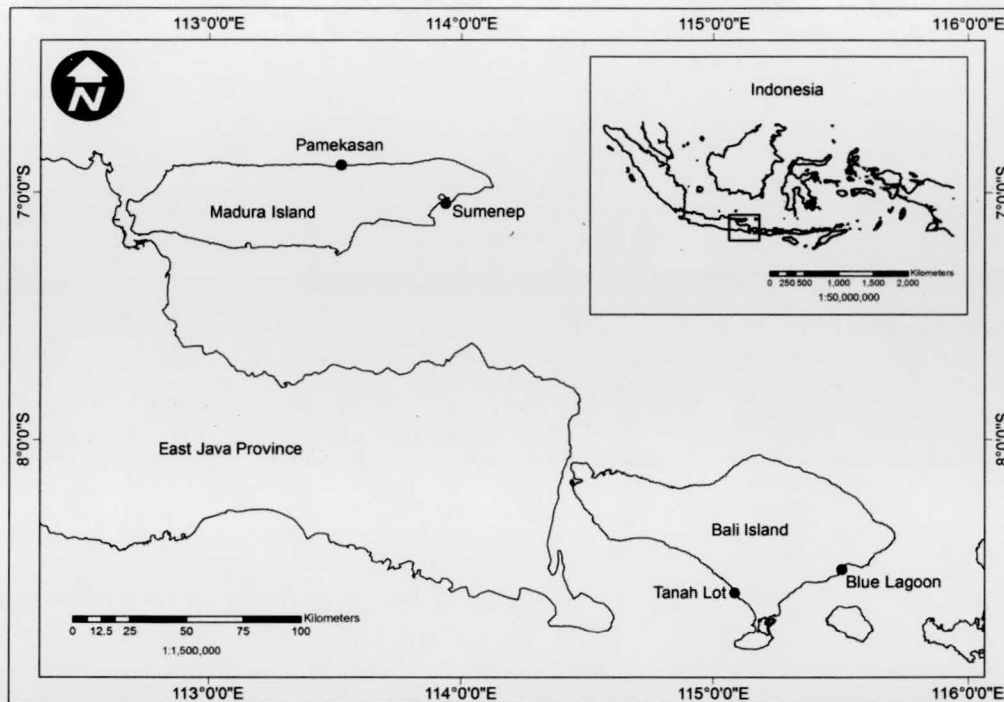 113°0'0"E
114°0'0"E
115°0'0"E
116°0'0"E
N
Indonesia
Pamekasan
Madura Island
Sumenep
7°0'0"S
7°0'0"S
0 250 500 1,000 1,500 2,000 Kilometers
1:50,000,000
8°0'0"S
8°0'0"S
East Java Province
Bali Island
Tanah Lot
Blue Lagoon
0 12.5 25 50 75 100 Kilometers
1:1,500,000
113°0'0"E
114°0'0"E
115°0'0"E
116°0'0"E